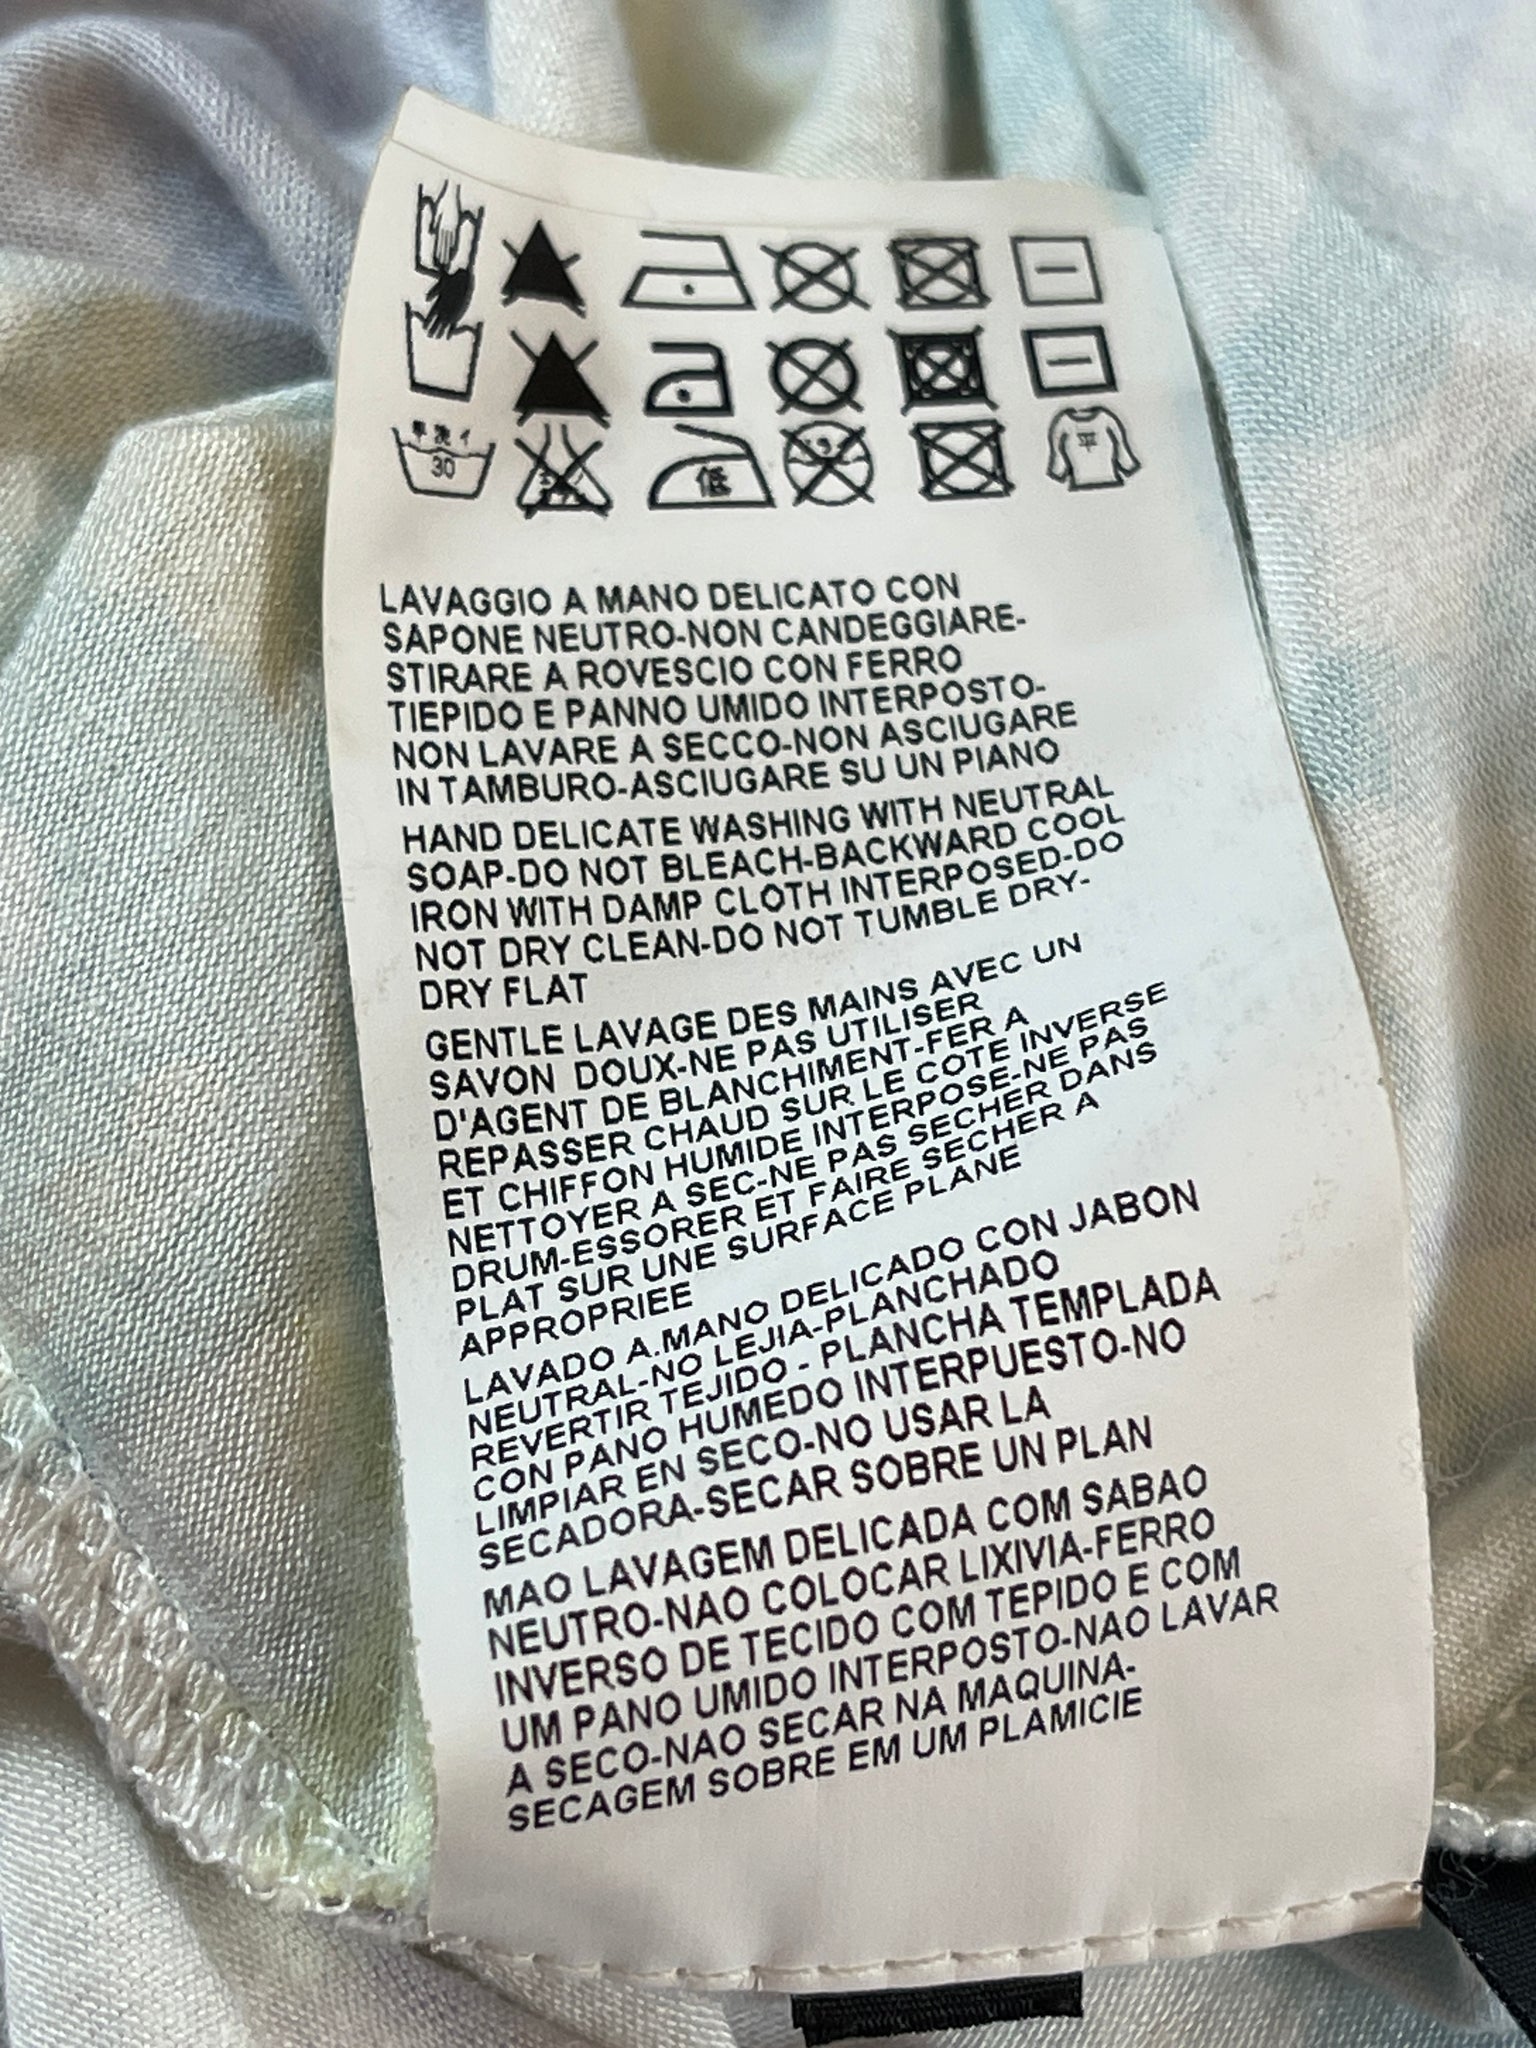 手洗イ
30
低
平
LAVAGGIO A MANO DELICATO CON
SAPONE NEUTRO-NON CANDEGGIARE-
STIRARE A ROVESCIO CON FERRO
TIEPIDO E PANNO UMIDO INTERPOSTO-
NON LAVARE A SECCO-NON ASCIUGARE
IN TAMBURO-ASCIUGARE SU UN PIANO
HAND DELICATE WASHING WITH NEUTRAL
SOAP-DO NOT BLEACH-BACKWARD COOL
IRON WITH DAMP CLOTH INTERPOSED-DO
NOT DRY CLEAN-DO NOT TUMBLE DRY-
DRY FLAT
GENTLE LAVAGE DES MAINS AVEC UN
SAVON DOUX-NE PAS UTILISER
D'AGENT DE BLANCHIMENT-FER A
REPASSER CHAUD SUR LE COTE INVERSE
ET CHIFFON HUMIDE INTERPOSE-NE PAS
NETTOYER A SEC-NE PAS SECHER DANS
DRUM-ESSORER ET FAIRE SECHER A
PLAT SUR UNE SURFACE PLANE
APPROPRIEE
LAVADO A.MANO DELICADO CON JABON
NEUTRAL-NO LEJIA-PLANCHADO
REVERTIR TEJIDO - PLANCHA TEMPLADA
CON PANO HUMEDO INTERPUESTO-NO
LIMPIAR EN SECO-NO USAR LA
SECADORA-SECAR SOBRE UN PLAN
MAO LAVAGEM DELICADA COM SABAO
NEUTRO-NAO COLOCAR LIXIVIA-FERRO
INVERSO DE TECIDO COM TEPIDO E COM
UM PANO UMIDO INTERPOSTO-NAO LAVAR
A SECO-NAO SECAR NA MAQUINA-
SECAGEM SOBRE EM UM PLAMICIE